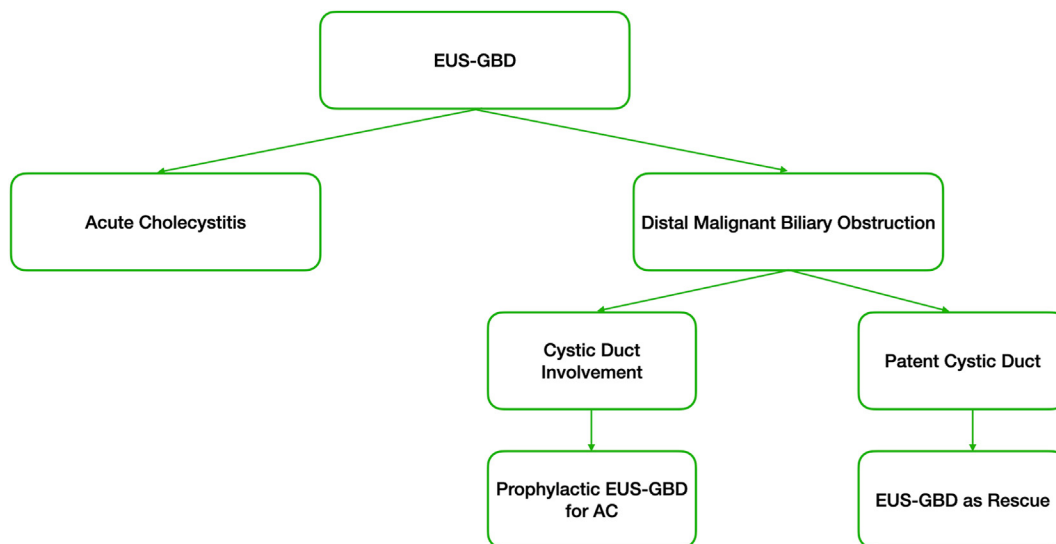 EUS-GBD
Acute Cholecystitis
Distal Malignant Biliary Obstruction
Cystic Duct
Involvement
Patent Cystic Duct
Prophylactic EUS-GBD
for AC
EUS-GBD as Rescue